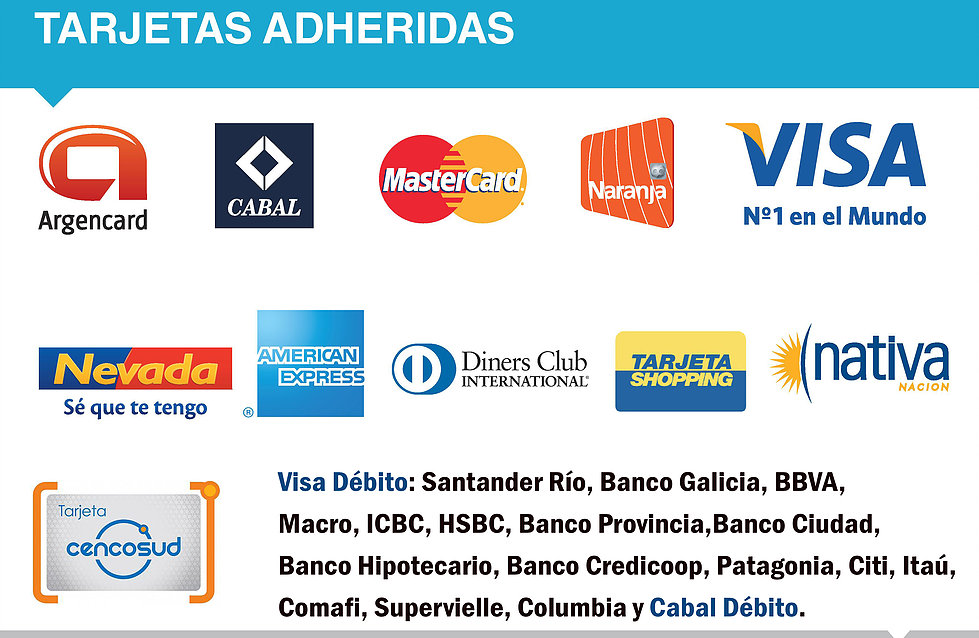 TARJETAS ADHERIDAS
Argencard
CABAL
MasterCard
Naranja
VISA
Nº1 en el Mundo
Nevada
Sé que te tengo
AMERICAN
EXPRESS
®
Diners Club
INTERNATIONAL®
TARJETA
SHOPPING
nativa
NACION
Tarjeta
cencosud
Visa Débito: Santander Río, Banco Galicia, BBVA,
Macro, ICBC, HSBC, Banco Provincia,Banco Ciudad,
Banco Hipotecario, Banco Credicoop, Patagonia, Citi, Itaú,
Comafi, Supervielle, Columbia y Cabal Débito.